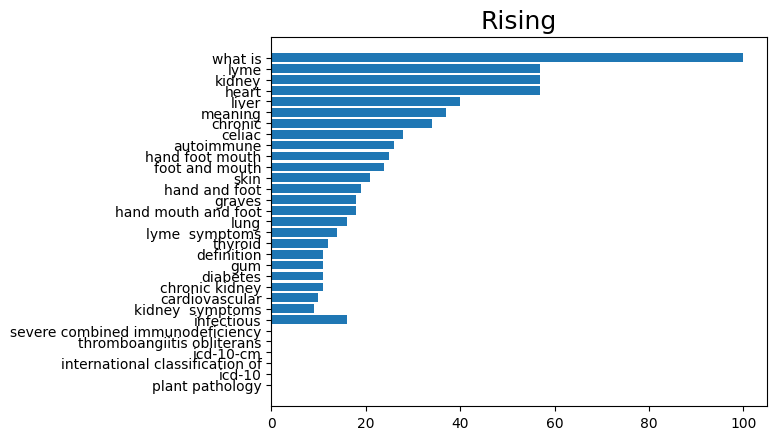 Rising
what is
lyme
kidney
heart
liver
meaning
chronic
celiac
autoimmune
hand foot mouth
foot and mouth
skin
hand and foot
graves
hand mouth and foot
lung
lyme  symptoms
thyroid
definition
gum
diabetes
chronic kidney
cardiovascular
kidney  symptoms
infectious
severe combined immunodeficiency
thromboangiitis obliterans
icd-10-cm
international classification of
icd-10
plant pathology
0 20 40 60 80 100